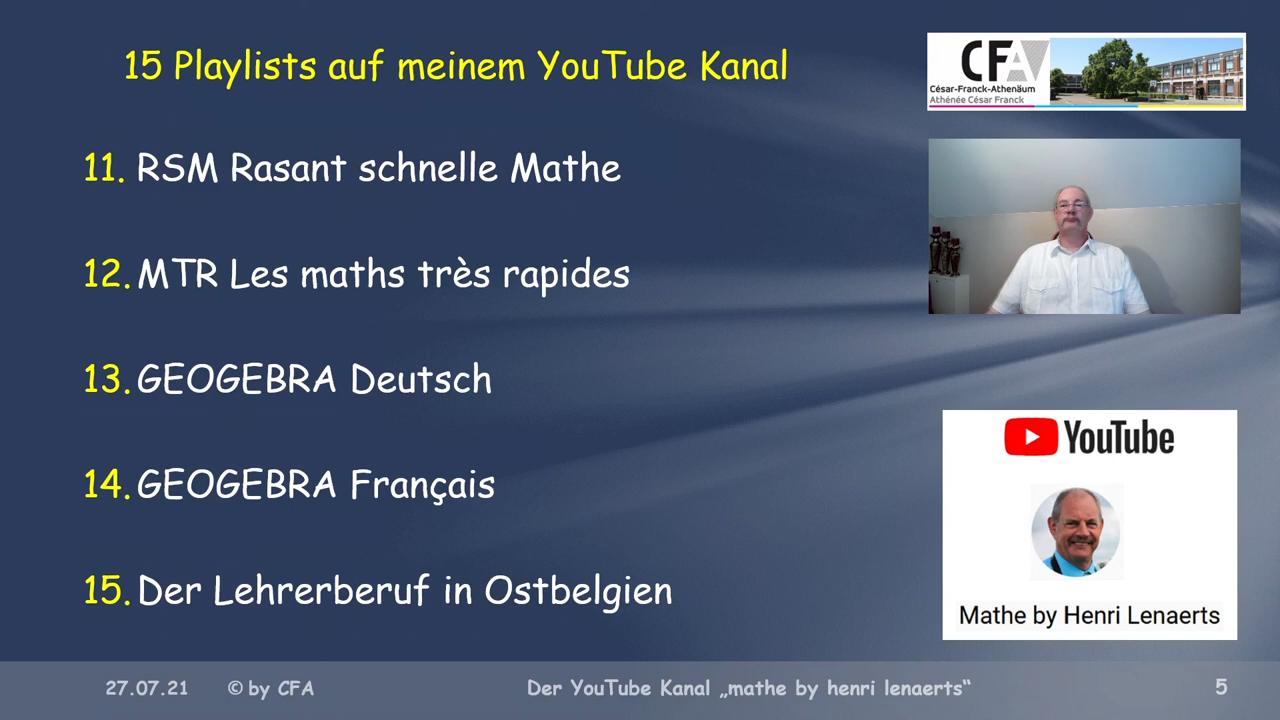 15 Playlists auf meinem YouTube Kanal
CFA
César-Franck-Athenäum
Athénée César Franck
11. RSM Rasant schnelle Mathe
12. MTR Les maths très rapides
13. GEOGEBRA Deutsch
14. GEOGEBRA Français
15. Der Lehrerberuf in Ostbelgien
YouTube
Mathe by Henri Lenaerts
27.07.21 © by CFA Der YouTube Kanal „mathe by henri lenaerts“ 5